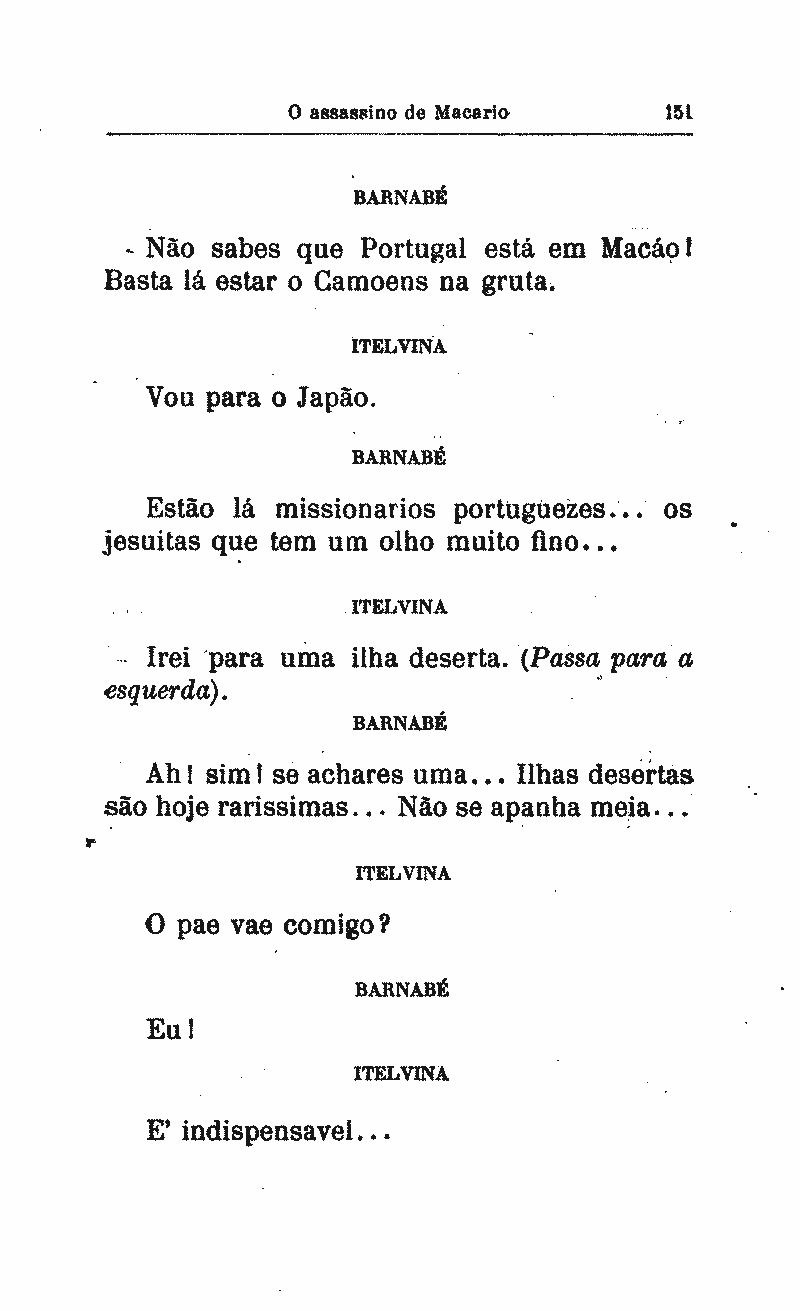 O assassino de Macario 151
BARNABÉ
Não sabes que Portugal está em Macáo!
Basta lá estar o Camoens na gruta.
ITELVINA
Vou para o Japão.
BARNABÉ
Estão lá missionarios portuguezes... os
jesuitas que tem um olho muito fino...
ITELVINA
Irei para uma ilha deserta. (Passa para a
esquerda).
BARNABÉ
Ah! sim! se achares uma... Ilhas desertas
são hoje rarissimas... Não se apanha meia...
ITELVINA
O pae vae comigo?
BARNABÉ
Eu!
ITELVINA
E' indispensavel...